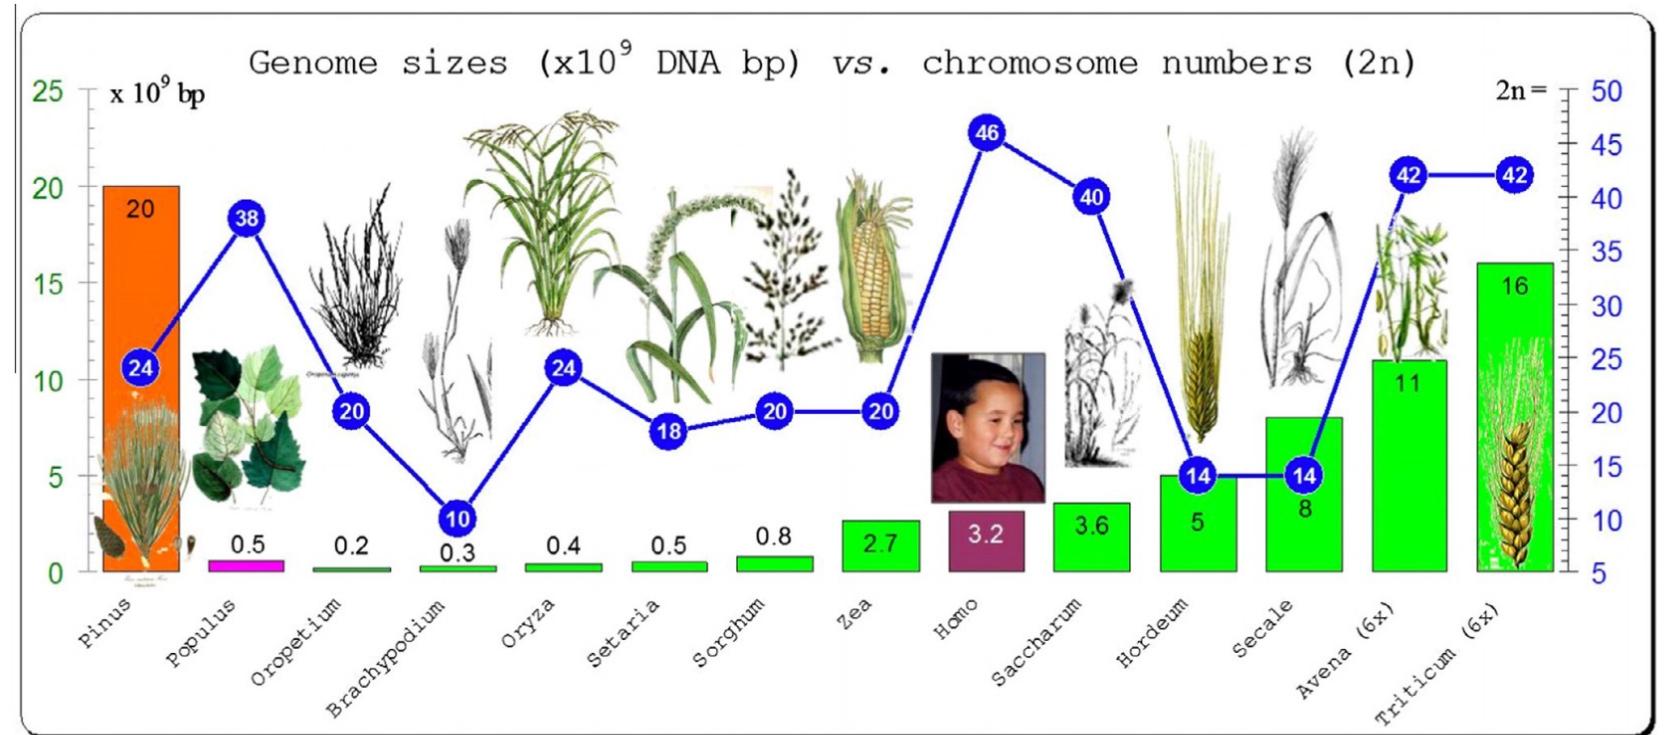 Genome sizes (x10⁹ DNA bp) vs. chromosome numbers (2n)
x 10⁹ bp
2n =
25
20
15
10
5
0
50
45
40
35
30
25
20
15
10
5
24
38
20
10
24
18
20
20
46
40
14
14
42
42
20
0.5
0.2
0.3
0.4
0.5
0.8
2.7
3.2
3.6
5
8
11
16
Pinus
Populus
Oropetium
Brachypodium
Oryza
Setaria
Sorghum
Zea
Homo
Saccharum
Hordeum
Secale
Avena (6x)
Triticum (6x)